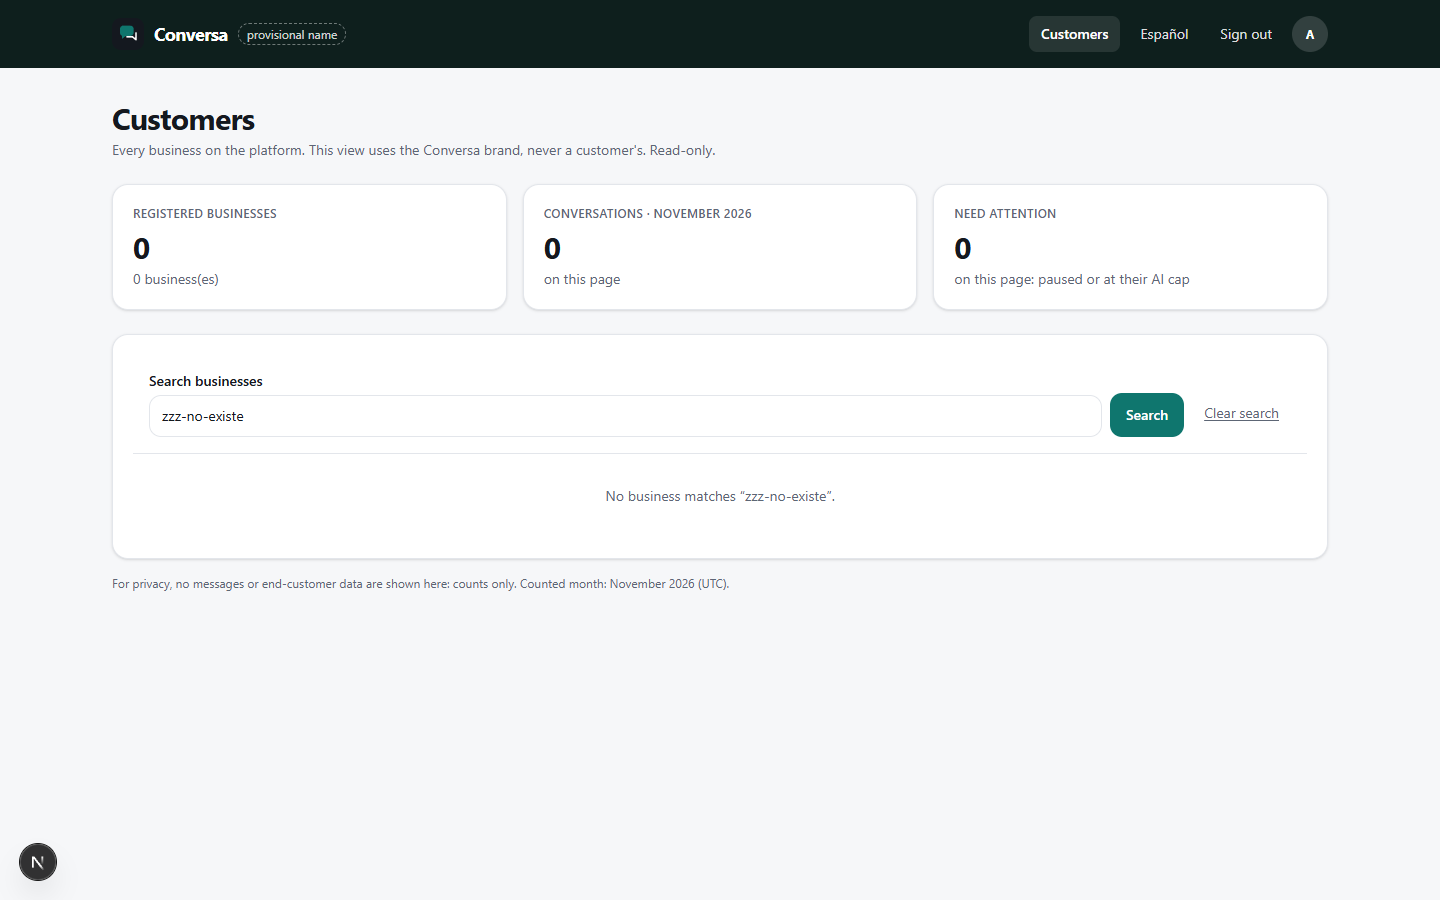 Conversa
provisional name
Customers
Español
Sign out
A
Customers
Every business on the platform. This view uses the Conversa brand, never a customer's. Read-only.
REGISTERED BUSINESSES
0
0 business(es)
CONVERSATIONS · NOVEMBER 2026
0
on this page
NEED ATTENTION
0
on this page: paused or at their AI cap
Search businesses
zzz-no-existe
Search
Clear search
No business matches “zzz-no-existe”.
For privacy, no messages or end-customer data are shown here: counts only. Counted month: November 2026 (UTC).
N